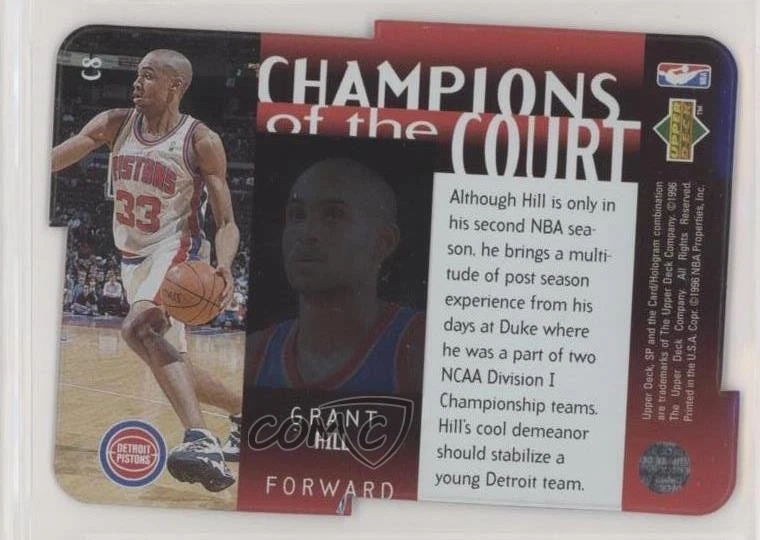 C8
CHAMPIONS
of the COURT
PISTONS
33
DETROIT
PISTONS
GRANT
HILL
FORWARD
COMC
Although Hill is only in
his second NBA sea-
son, he brings a multi-
tude of post season
experience from his
days at Duke where
he was a part of two
NCAA Division I
Championship teams.
Hill's cool demeanor
should stabilize a
young Detroit team.
NBA
UPPER
DECK
TM
Upper Deck, SP and the Card/Hologram combination
are trademarks of The Upper Deck Company. ©1996
The Upper Deck Company. All Rights Reserved.
Printed in the U.S.A. Copr. ©1996 NBA Properties, Inc.